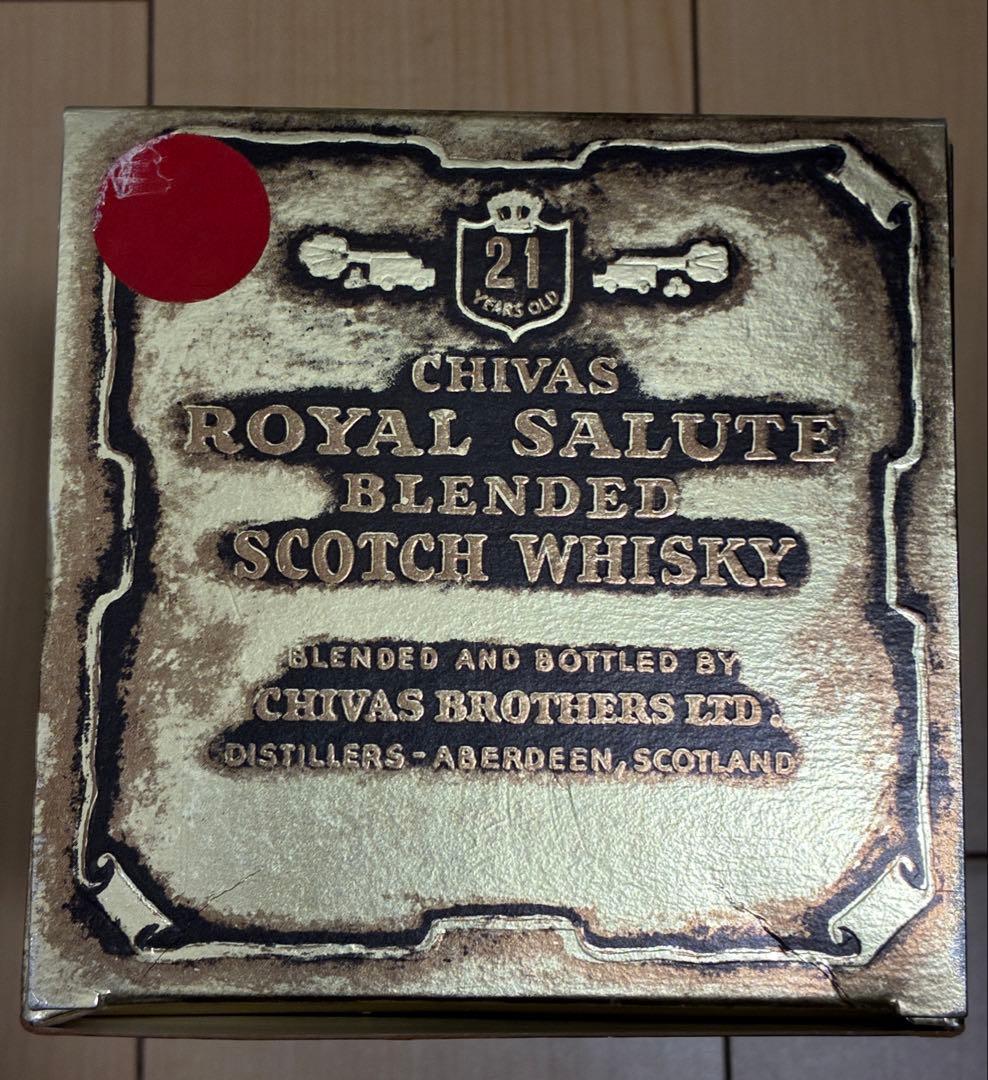 21
YEARS OLD
CHIVAS
ROYAL SALUTE
BLENDED
SCOTCH WHISKY
BLENDED AND BOTTLED BY
CHIVAS BROTHERS LTD.
DISTILLERS-ABERDEEN, SCOTLAND